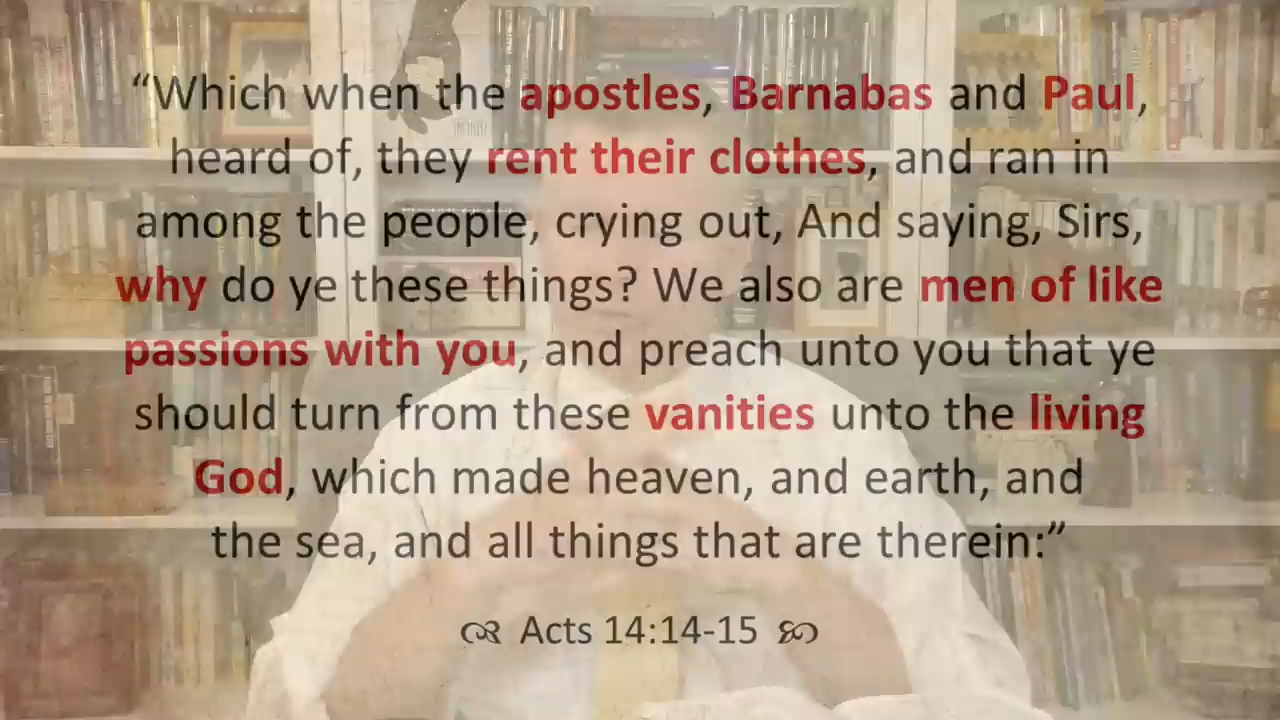 “Which when the apostles, Barnabas and Paul,
heard of, they rent their clothes, and ran in
among the people, crying out, And saying, Sirs,
why do ye these things? We also are men of like
passions with you, and preach unto you that ye
should turn from these vanities unto the living
God, which made heaven, and earth, and
the sea, and all things that are therein:”
Acts 14:14-15